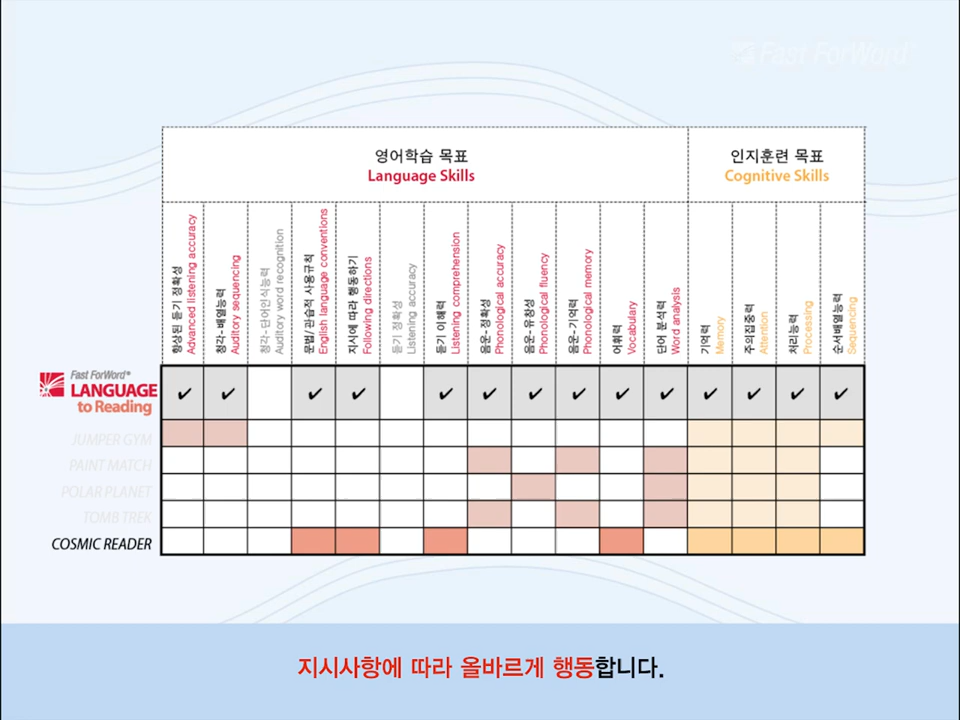 Fast ForWord
영어학습 목표
Language Skills
인지훈련 목표
Cognitive Skills
향상된 듣기 정확성
Advanced listening accuracy
청각-배열능력
Auditory sequencing
청각-단어인식능력
Auditory word recognition
문법/관습적 사용규칙
English language conventions
지시에 따라 행동하기
Following directions
듣기 정확성
Listening accuracy
듣기 이해력
Listening comprehension
음운-정확성
Phonological accuracy
음운-유창성
Phonological fluency
음운-기억력
Phonological memory
어휘력
Vocabulary
단어 분석력
Word analysis
기억력
Memory
주의집중력
Attention
처리능력
Processing
순서배열능력
Sequencing
Fast ForWord®
LANGUAGE
to Reading
✓ ✓ ✓ ✓ ✓ ✓ ✓ ✓ ✓ ✓ ✓ ✓ ✓ ✓
JUMPER GYM
PAINT MATCH
POLAR PLANET
TOMB TREK
COSMIC READER
지시사항에 따라 올바르게 행동합니다.